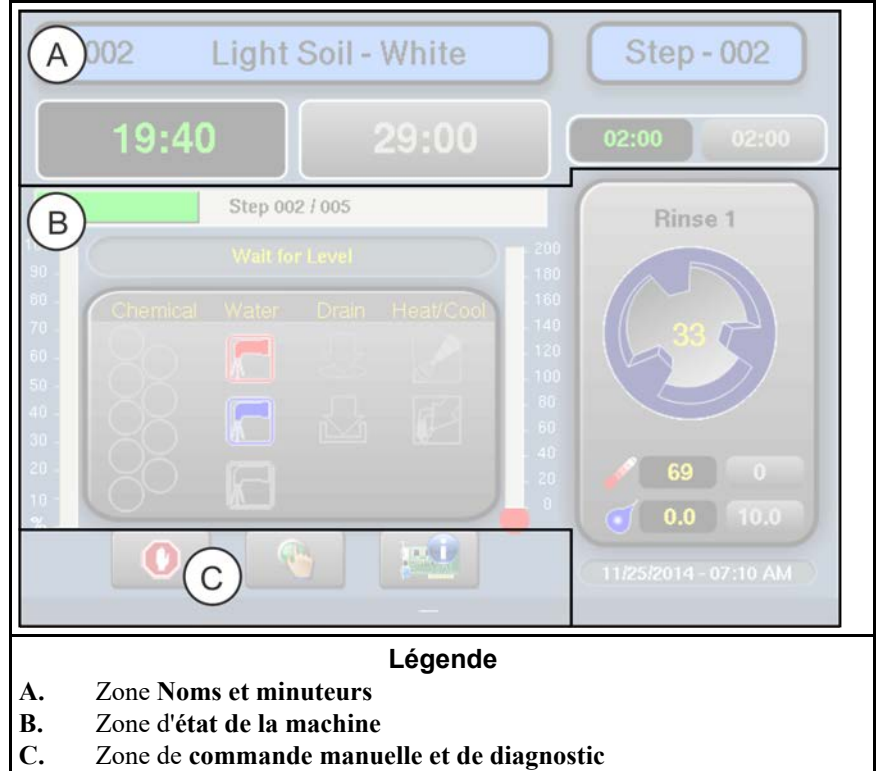 A
002 Light Soil - White
Step - 002
19:40
29:00
02:00
02:00
B
Step 002 / 005
Rinse 1
Wait for Level
90
80
70
60
50
40
30
20
10
%
Chemical Water Drain Heat/Cool
200
180
160
140
120
100
80
60
40
20
0
33
69 0
0.0 10.0
C
11/25/2014 - 07:10 AM
Légende
A. Zone Noms et minuteurs
B. Zone d'état de la machine
C. Zone de commande manuelle et de diagnostic